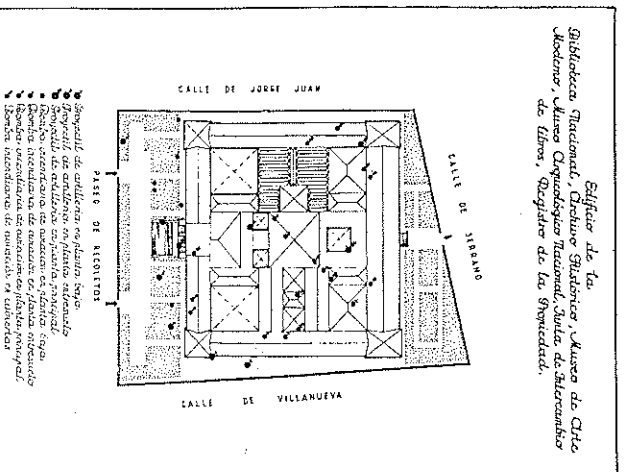 Edificio de la
Biblioteca Nacional, Archivo Histórico, Museo de Arte
Moderno, Museo Arqueológico Nacional, Junta de Intercambio
de libros, Registro de la Propiedad.
CALLE DE JORGE JUAN
CALLE DE SERRANO
PASEO DE RECOLETOS
CALLE DE VILLANUEVA
Proyectil de artillería en planta baja
Proyectil de artillería en planta entresuelo
Proyectil de artillería en planta principal
Bomba incendiaria de aviación en planta baja
Bomba incendiaria de aviación en planta entresuelo
Bomba incendiaria de aviación en planta principal
Bomba incendiaria de aviación en cubiertas